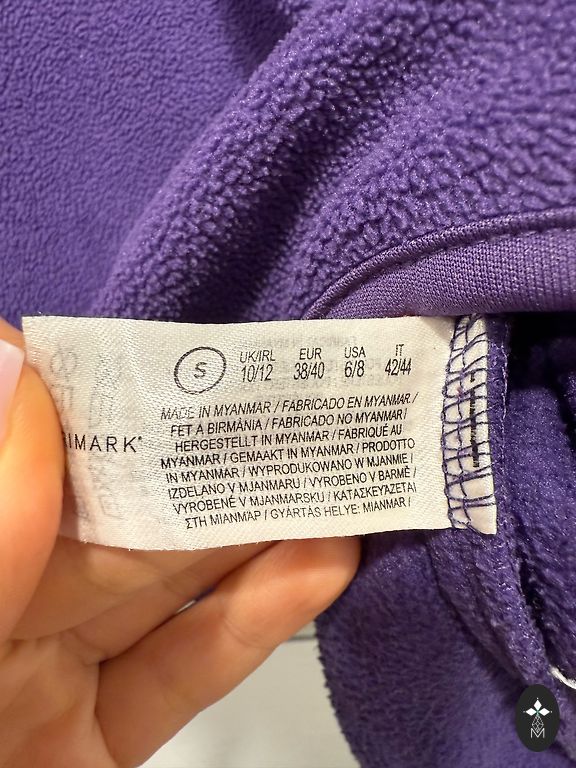 S
UK/IRL EUR USA IT
10/12 38/40 6/8 42/44
MADE IN MYANMAR / FABRICADO EN MYANMAR /
FET A BIRMÀNIA / FABRICADO NO MYANMAR /
HERGESTELLT IN MYANMAR / FABRIQUÉ AU
MYANMAR / GEMAAKT IN MYANMAR / PRODOTTO
IN MYANMAR / WYPRODUKOWANO W MJANMIE /
IZDELANO V MJANMARU / VYROBENO V BARMĚ /
VYROBENÉ V MJANMARSKU / ΚΑΤΑΣΚΕΥΑΖΕΤΑΙ
ΣΤΗ ΜΙΑΝΜΑΡ / GYÁRTÁS HELYE: MIANMAR /
RIMARK
M